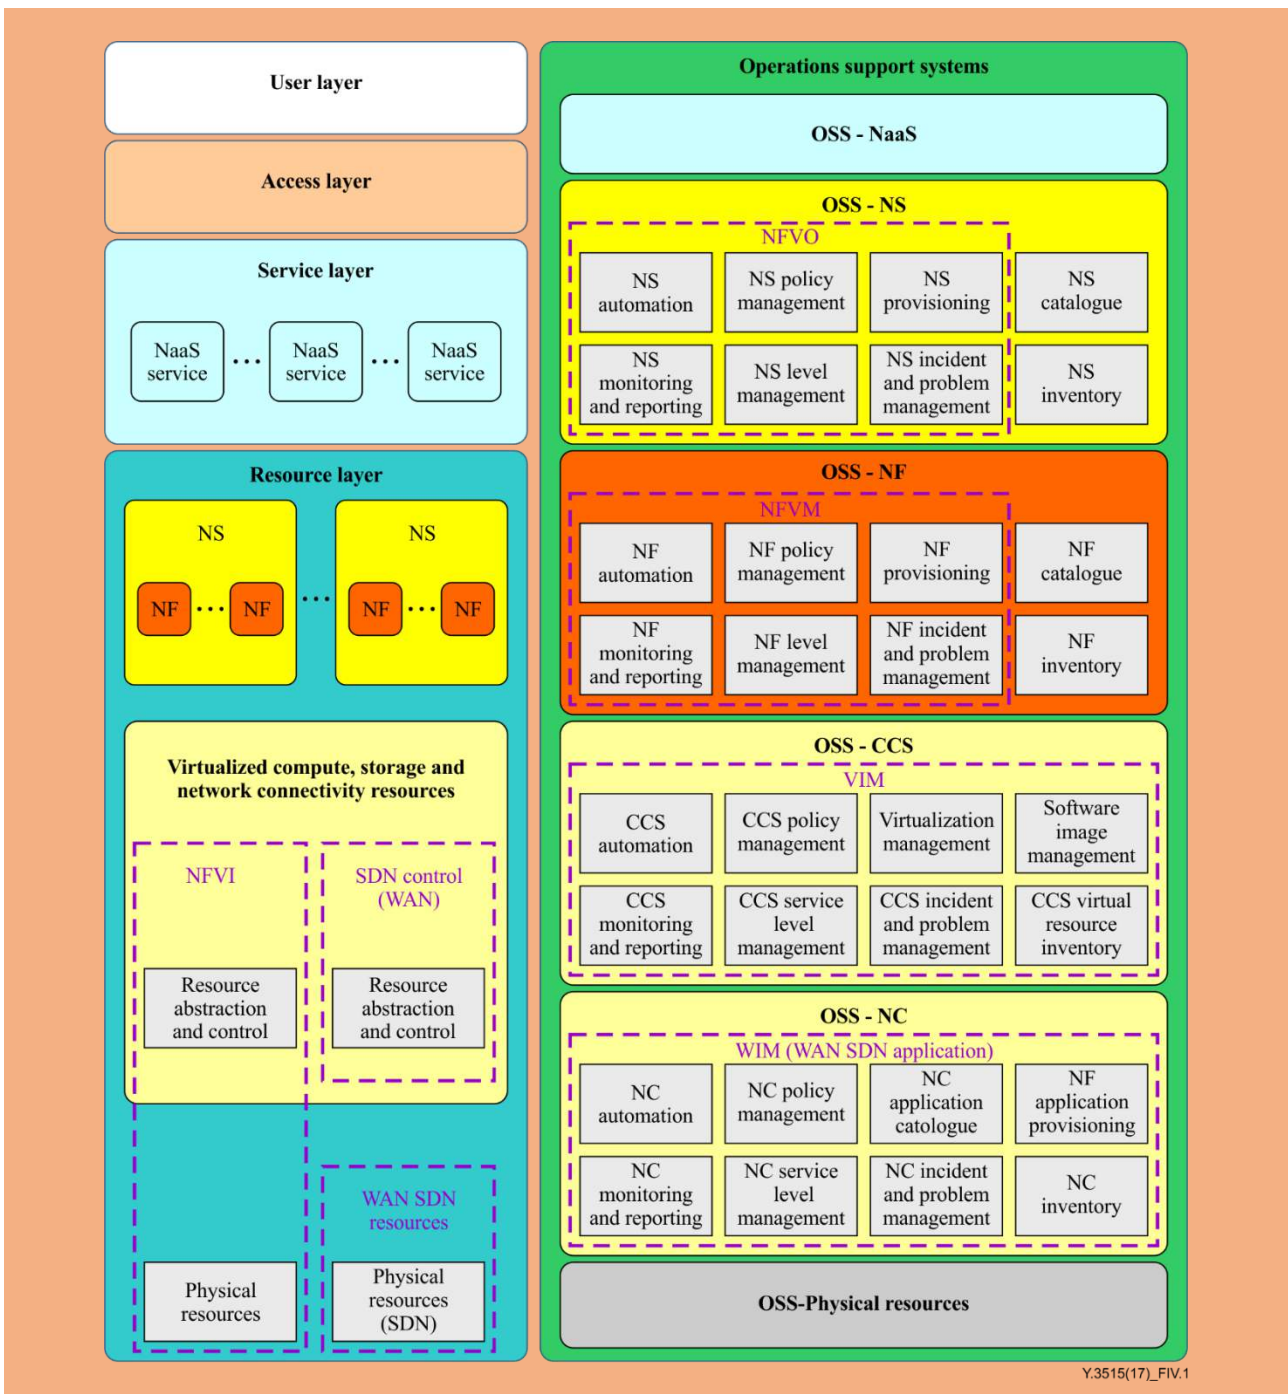 User layer
Access layer
Service layer
NaaS
service
...
NaaS
service
...
NaaS
service
Resource layer
NS
NF
...
NF
...
NS
NF
...
NF
Virtualized compute, storage and
network connectivity resources
NFVI
SDN control
(WAN)
Resource
abstraction
and control
Resource
abstraction
and control
WAN SDN
resources
Physical
resources
Physical
resources
(SDN)
Operations support systems
OSS - NaaS
OSS - NS
NFVO
NS
automation
NS policy
management
NS
provisioning
NS
catalogue
NS
monitoring
and reporting
NS level
management
NS incident
and problem
management
NS
inventory
OSS - NF
NFVM
NF
automation
NF policy
management
NF
provisioning
NF
catalogue
NF
monitoring
and reporting
NF level
management
NF incident
and problem
management
NF
inventory
OSS - CCS
VIM
CCS
automation
CCS policy
management
Virtualization
management
Software
image
management
CCS
monitoring
and reporting
CCS service
level
management
CCS incident
and problem
management
CCS virtual
resource
inventory
OSS - NC
WIM (WAN SDN application)
NC
automation
NC policy
management
NC
application
catologue
NF
application
provisioning
NC
monitoring
and reporting
NC service
level
management
NC incident
and problem
management
NC
inventory
OSS-Physical resources
Y.3515(17)_FIV.1